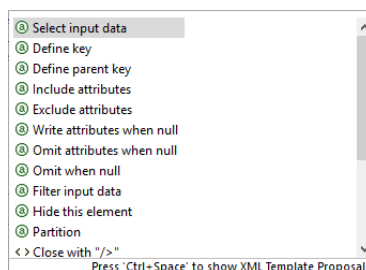 Select input data
Define key
Define parent key
Include attributes
Exclude attributes
Write attributes when null
Omit attributes when null
Omit when null
Filter input data
Hide this element
Partition
<> Close with "/>"
Press 'Ctrl+Space' to show XML Template Proposal